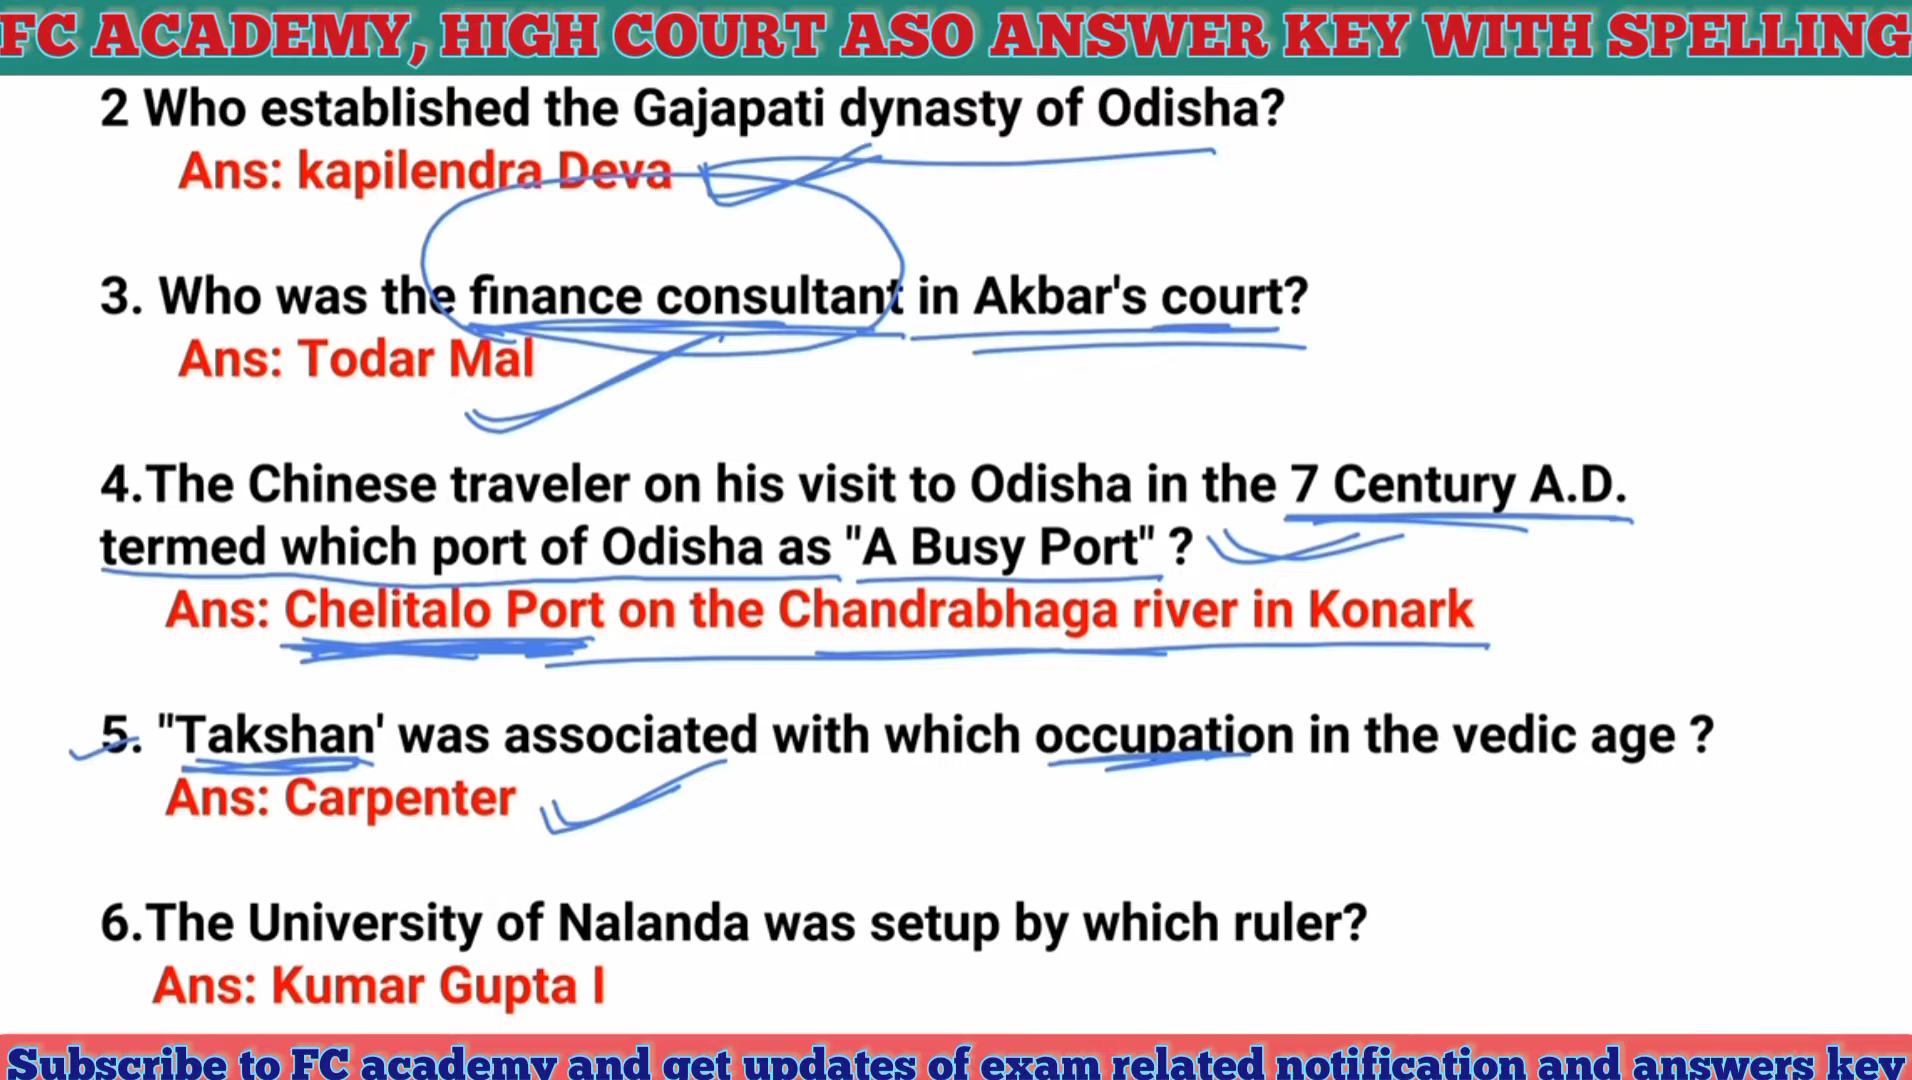 FC ACADEMY, HIGH COURT ASO ANSWER KEY WITH SPELLING
2 Who established the Gajapati dynasty of Odisha?
Ans: kapilendra Deva
3. Who was the finance consultant in Akbar's court?
Ans: Todar Mal
4.The Chinese traveler on his visit to Odisha in the 7 Century A.D.
termed which port of Odisha as "A Busy Port" ?
Ans: Chelitalo Port on the Chandrabhaga river in Konark
5. "Takshan' was associated with which occupation in the vedic age ?
Ans: Carpenter
6.The University of Nalanda was setup by which ruler?
Ans: Kumar Gupta I
Subscribe to FC academy and get updates of exam related notification and answers key